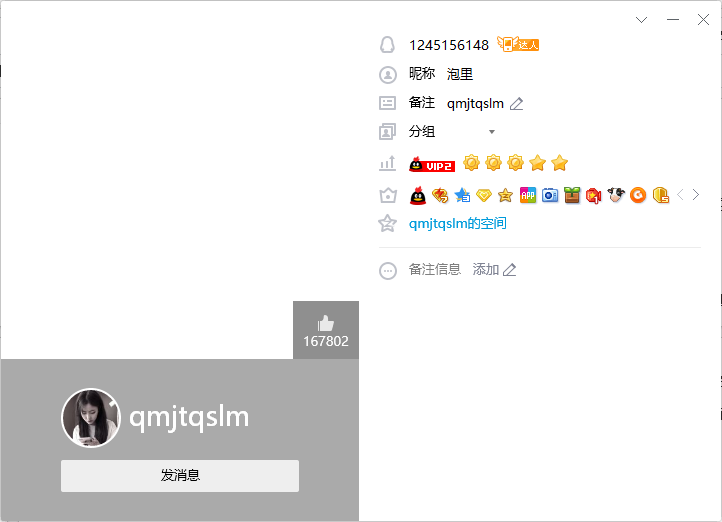 1245156148 达人
昵称 泡里
备注 qmjtqslm
分组
VIP2
APP
qmjtqslm的空间
备注信息 添加
167802
qmjtqslm
发消息